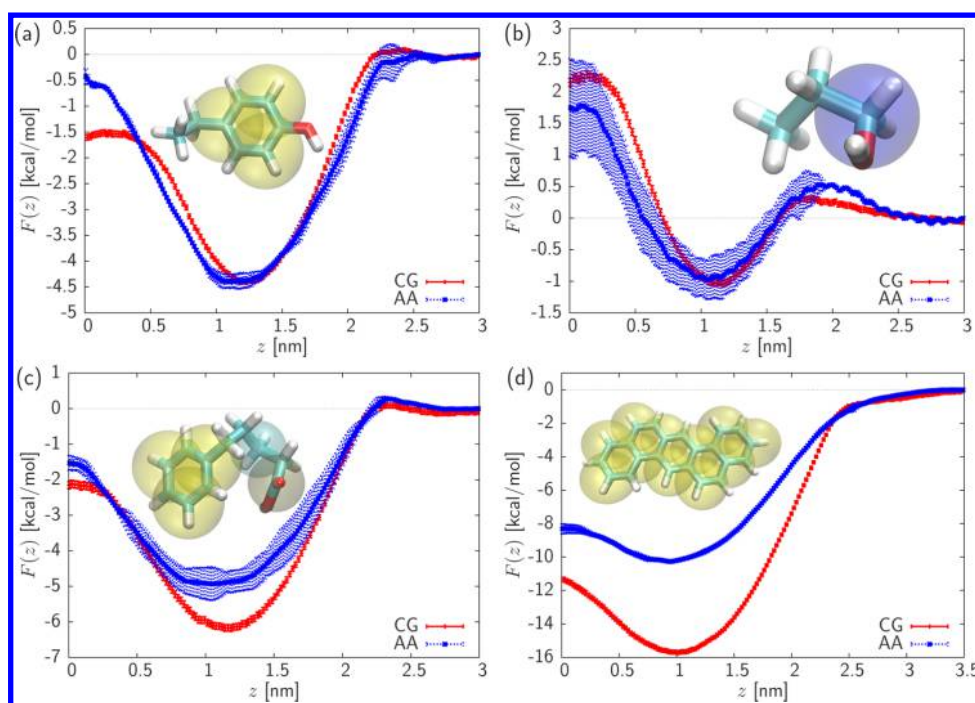 (a)
0.5
0
-0.5
-1
-1.5
-2
-2.5
-3
-3.5
-4
-4.5
-5
F(z) [kcal/mol]
CG
AA
0 0.5 1 1.5 2 2.5 3
z [nm]
(b)
3
2.5
2
1.5
1
0.5
0
-0.5
-1
-1.5
F(z) [kcal/mol]
CG
AA
0 0.5 1 1.5 2 2.5 3
z [nm]
(c)
1
0
-1
-2
-3
-4
-5
-6
-7
F(z) [kcal/mol]
CG
AA
0 0.5 1 1.5 2 2.5 3
z [nm]
(d)
0
-2
-4
-6
-8
-10
-12
-14
-16
F(z) [kcal/mol]
CG
AA
0 0.5 1 1.5 2 2.5 3 3.5
z [nm]